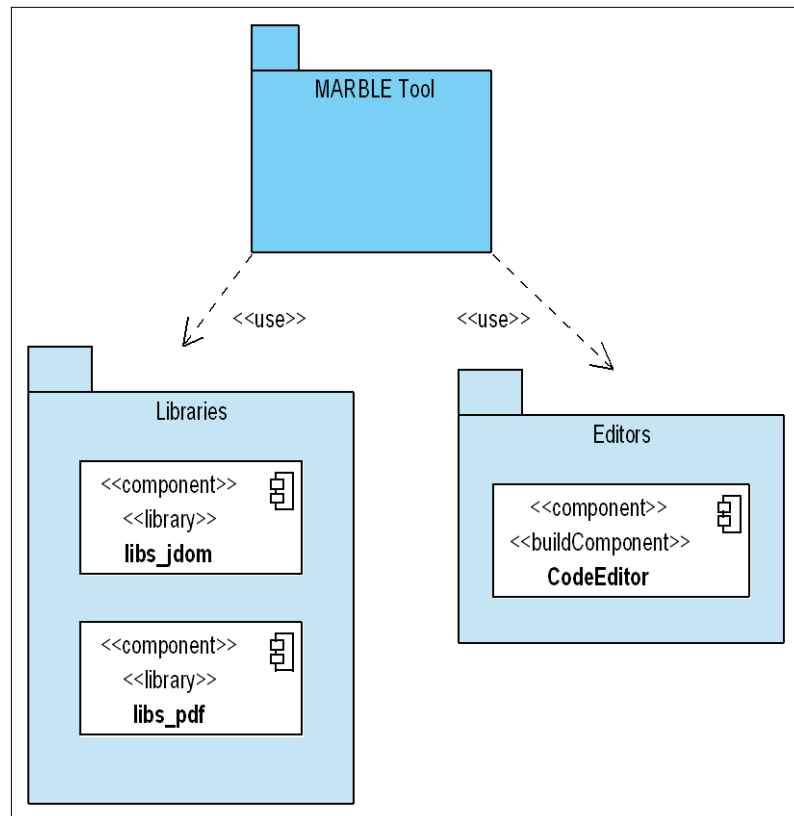 MARBLE Tool
<<use>>
<<use>>
Libraries
<<component>>
<<library>>
libs_jdom
<<component>>
<<library>>
libs_pdf
Editors
<<component>>
<<buildComponent>>
CodeEditor